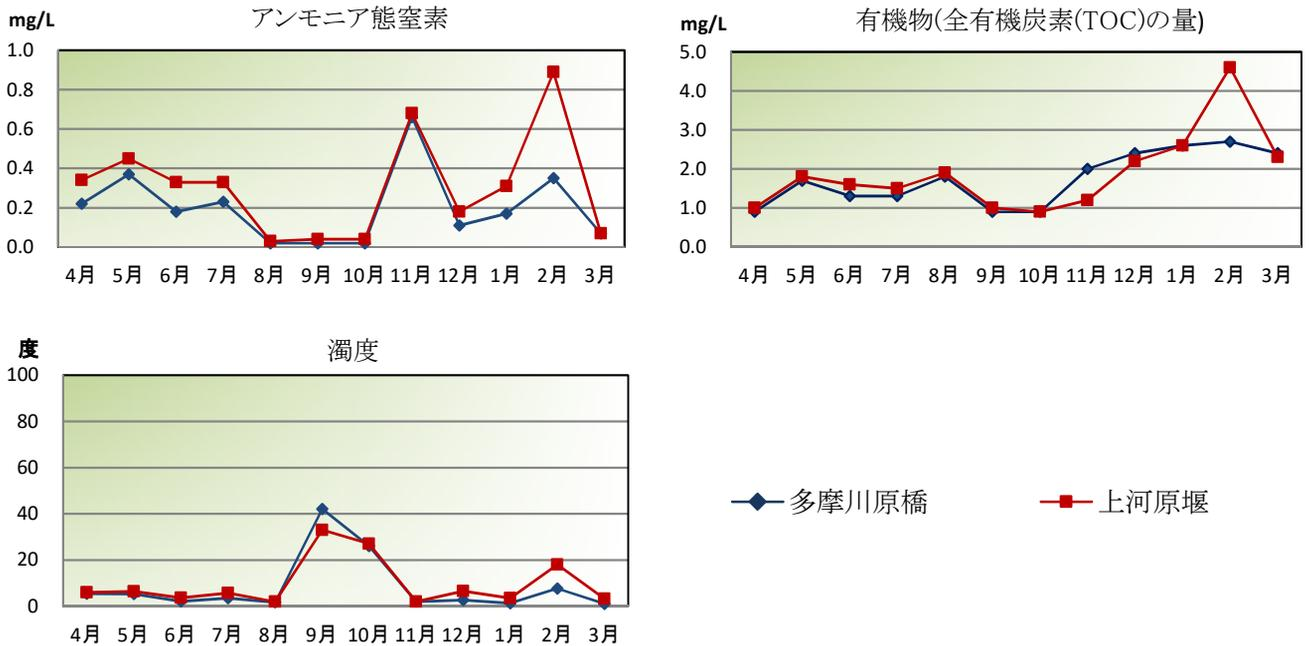 アンモニア態窒素
mg/L
1.0
0.8
0.6
0.4
0.2
0.0
4月 5月 6月 7月 8月 9月 10月 11月 12月 1月 2月 3月
有機物(全有機炭素(TOC)の量)
mg/L
5.0
4.0
3.0
2.0
1.0
0.0
4月 5月 6月 7月 8月 9月 10月 11月 12月 1月 2月 3月
濁度
度
100
80
60
40
20
0
4月 5月 6月 7月 8月 9月 10月 11月 12月 1月 2月 3月
多摩川原橋 上河原堰